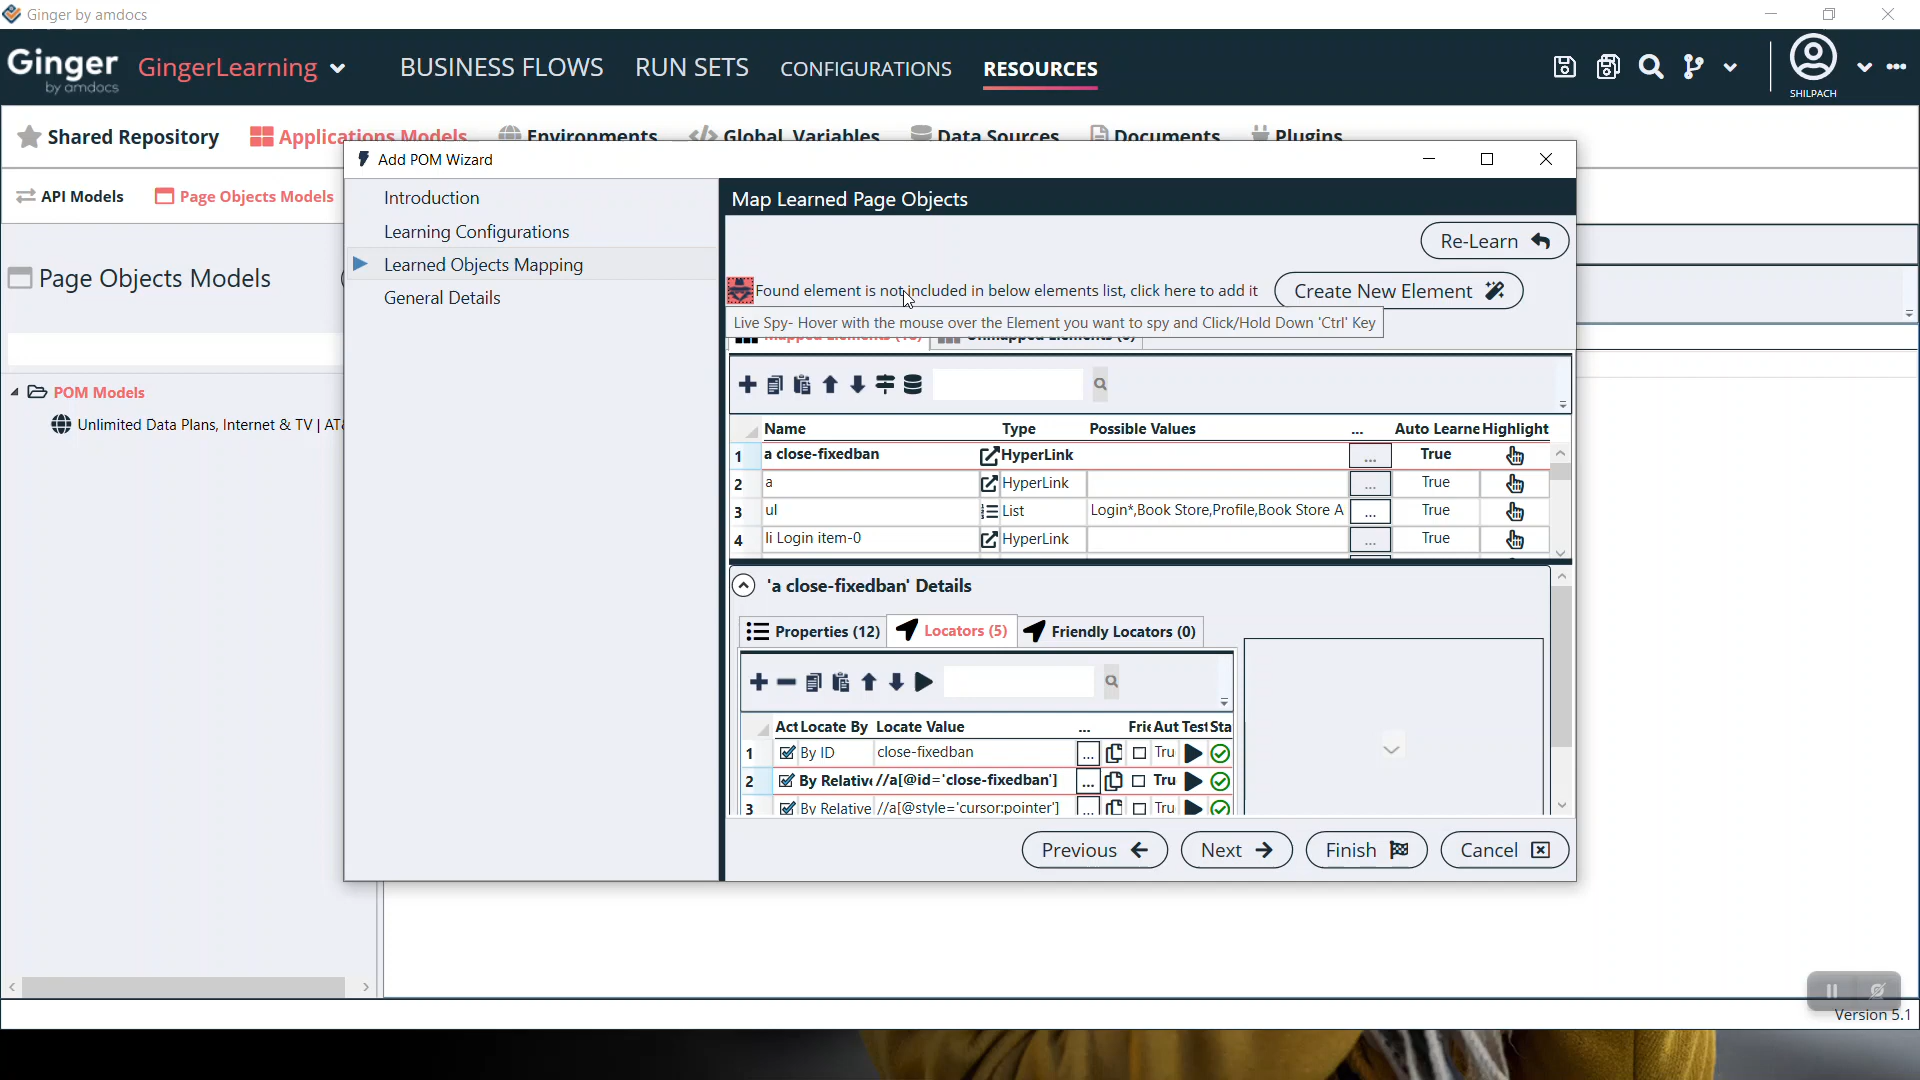 Ginger by amdocs
Ginger by amdocs GingerLearning BUSINESS FLOWS RUN SETS CONFIGURATIONS RESOURCES SHILPACH
Shared Repository Applications Models Environments Global Variables Data Sources Documents Plugins
Add POM Wizard
API Models Page Objects Models
Introduction
Learning Configurations
Learned Objects Mapping
General Details
Page Objects Models
POM Models
Unlimited Data Plans, Internet & TV | AT&
Map Learned Page Objects
Re-Learn
Found element is not included in below elements list, click here to add it Create New Element
Live Spy- Hover with the mouse over the Element you want to spy and Click/Hold Down 'Ctrl' Key
Name Type Possible Values ... Auto Learne Highlight
1 a close-fixedban HyperLink ... True
2 a HyperLink ... True
3 ul List Login*,Book Store,Profile,Book Store A ... True
4 li Login item-0 HyperLink ... True
'a close-fixedban' Details
Properties (12) Locators (5) Friendly Locators (0)
Act Locate By Locate Value ... Frie Aut Test Sta
1 By ID close-fixedban ... Tru
2 By Relative //a[@id='close-fixedban'] ... Tru
3 By Relative //a[@style='cursor:pointer'] ... Tru
Previous Next Finish Cancel
Version 5.1